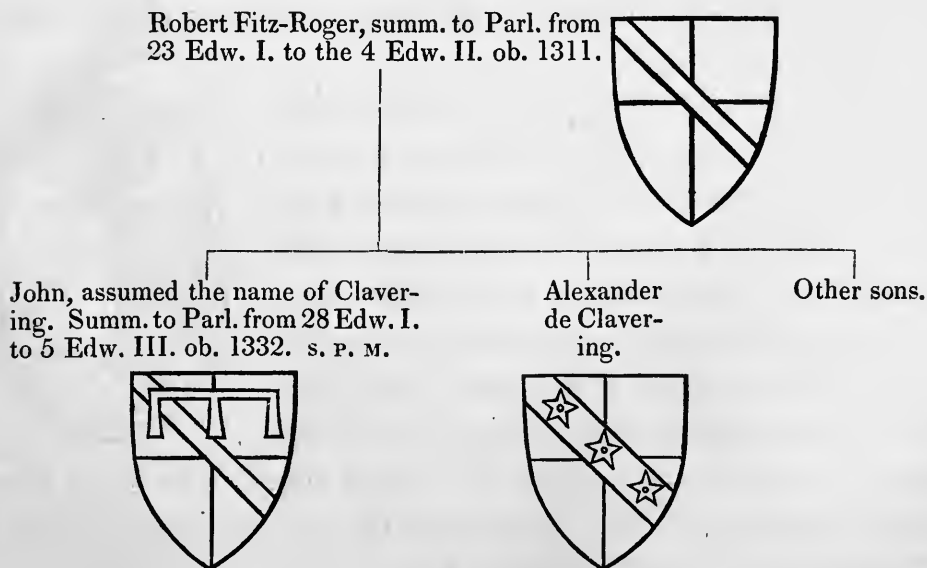 Robert Fitz-Roger, summ. to Parl. from
23 Edw. I. to the 4 Edw. II. ob. 1311.
John, assumed the name of Claver-
ing. Summ. to Parl. from 28 Edw. I.
to 5 Edw. III. ob. 1332. S. P. M.
Alexander
de Claver-
ing.
Other sons.